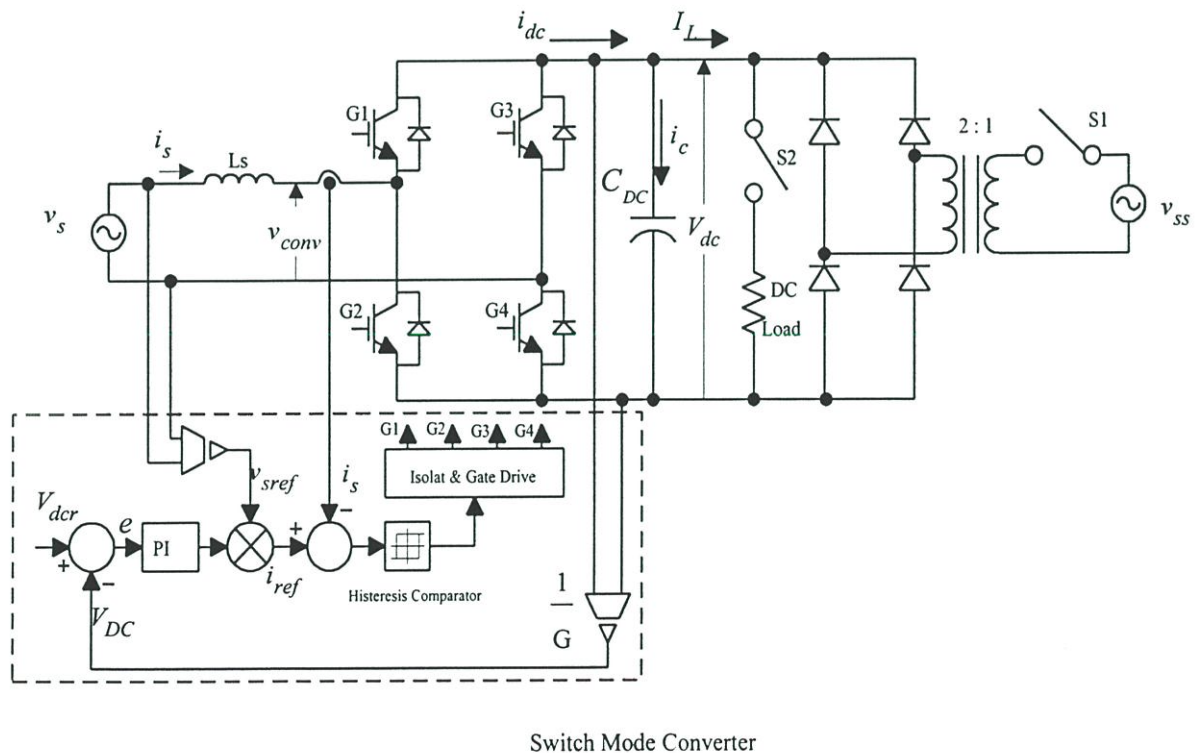 i_dc
I_L
G1
G3
2 : 1
S1
i_s
Ls
i_c
S2
C_DC
v_s
v_conv
V_dc
v_ss
G2
G4
DC
Load
G1 G2 G3 G4
Isolat & Gate Drive
v_sref
i_s
V_dcr
e
PI
+
−
+
−
i_ref
Histeresis Comparator
V_DC
1
G
Switch Mode Converter